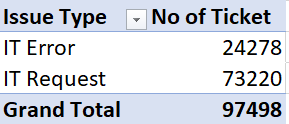 Issue Type No of Ticket
IT Error 24278
IT Request 73220
Grand Total 97498